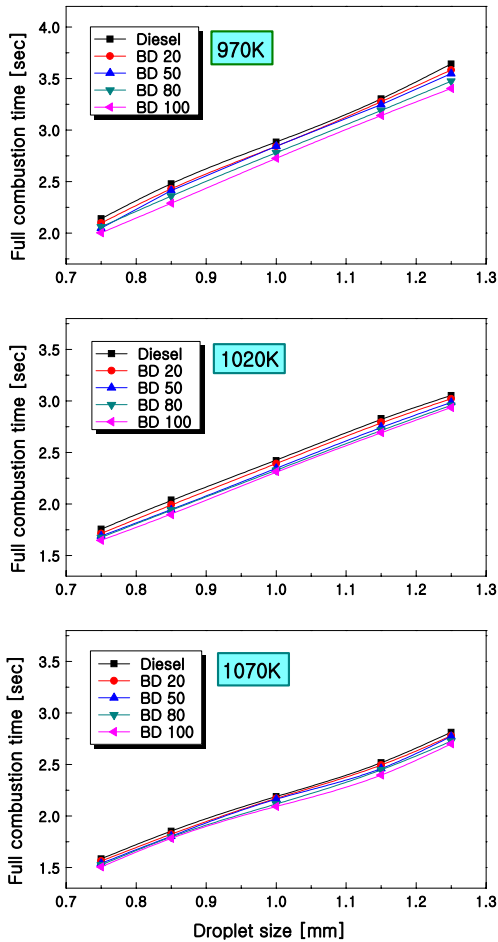 4.0
3.5
3.0
2.5
2.0
Full combustion time [sec]
Diesel
BD 20
BD 50
BD 80
BD 100
970K
0.7 0.8 0.9 1.0 1.1 1.2 1.3
3.5
3.0
2.5
2.0
1.5
Full combustion time [sec]
Diesel
BD 20
BD 50
BD 80
BD 100
1020K
0.7 0.8 0.9 1.0 1.1 1.2 1.3
3.5
3.0
2.5
2.0
1.5
Full combustion time [sec]
Diesel
BD 20
BD 50
BD 80
BD 100
1070K
0.7 0.8 0.9 1.0 1.1 1.2 1.3
Droplet size [mm]